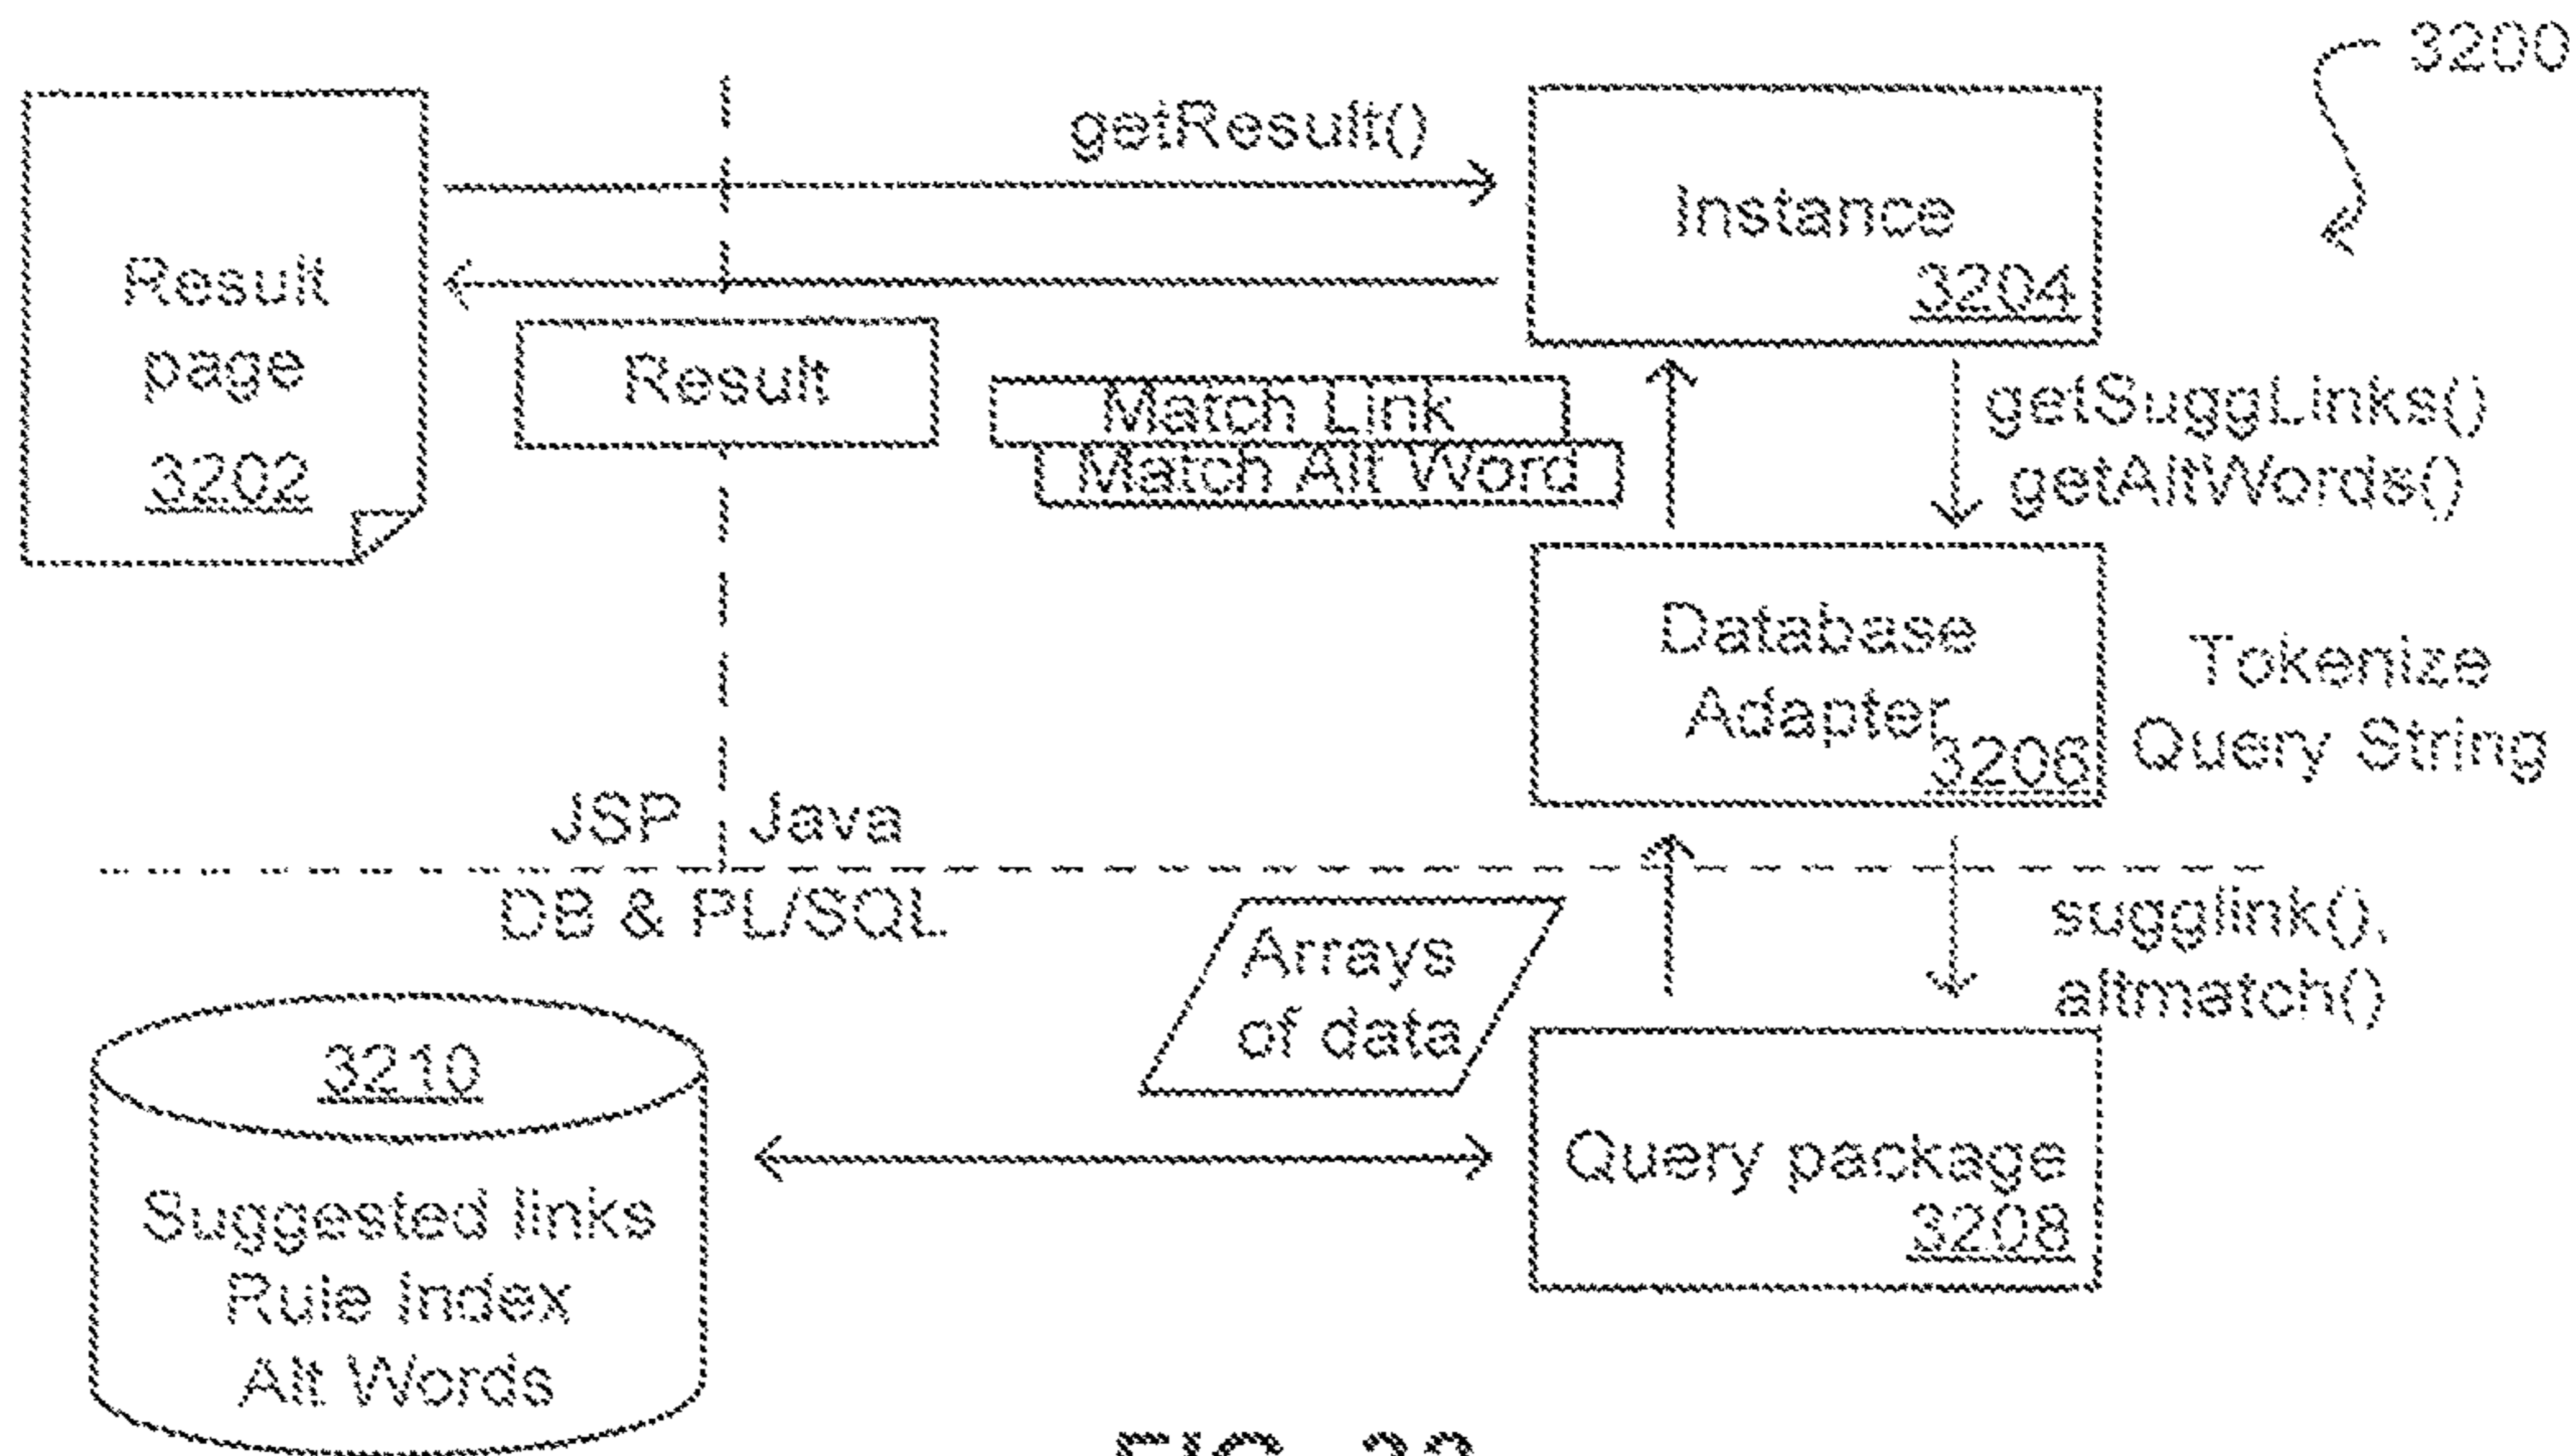 3200
getResult()
Instance
3204
Result
page
3202
Result
Match Link
Match Alt Word
getSuggLinks()
getAltWords()
Database
Adapter
3206
Tokenize
Query String
JSP
Java
DB & PL/SQL
sugglink(),
altmatch()
Arrays
of data
3210
Suggested links
Rule Index
Alt Words
Query package
3208